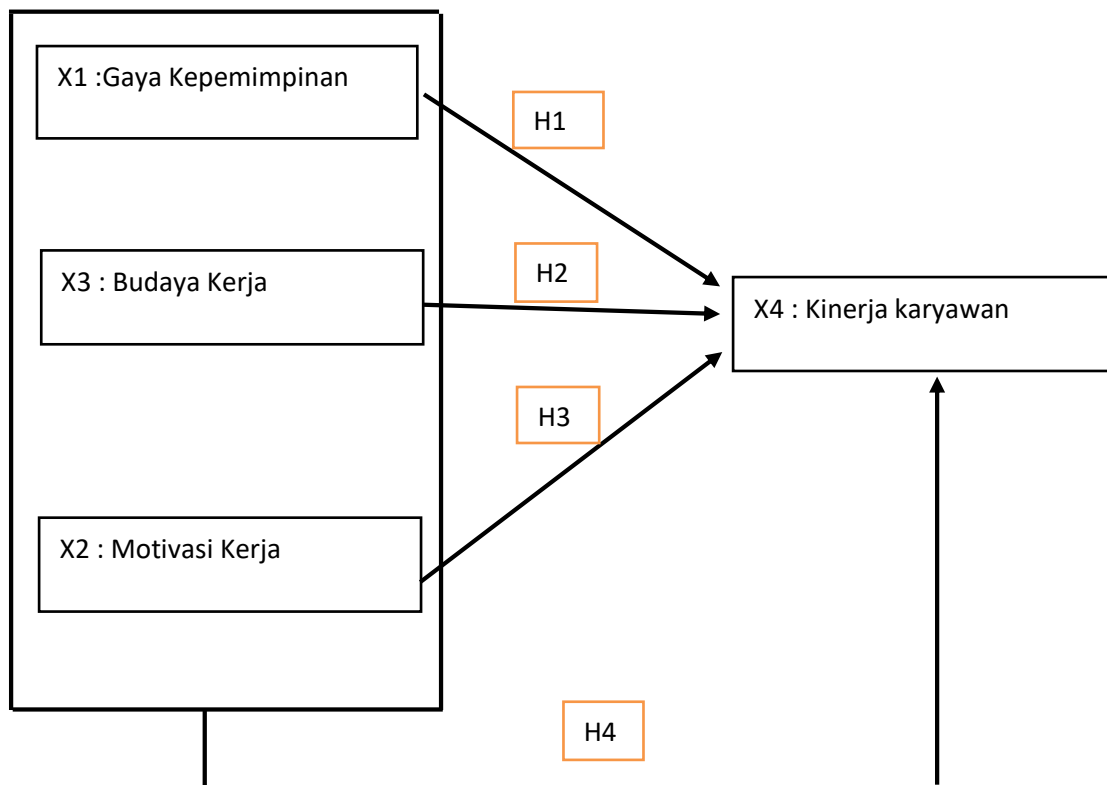 X1 :Gaya Kepemimpinan
H1
X3 : Budaya Kerja
H2
X4 : Kinerja karyawan
H3
X2 : Motivasi Kerja
H4